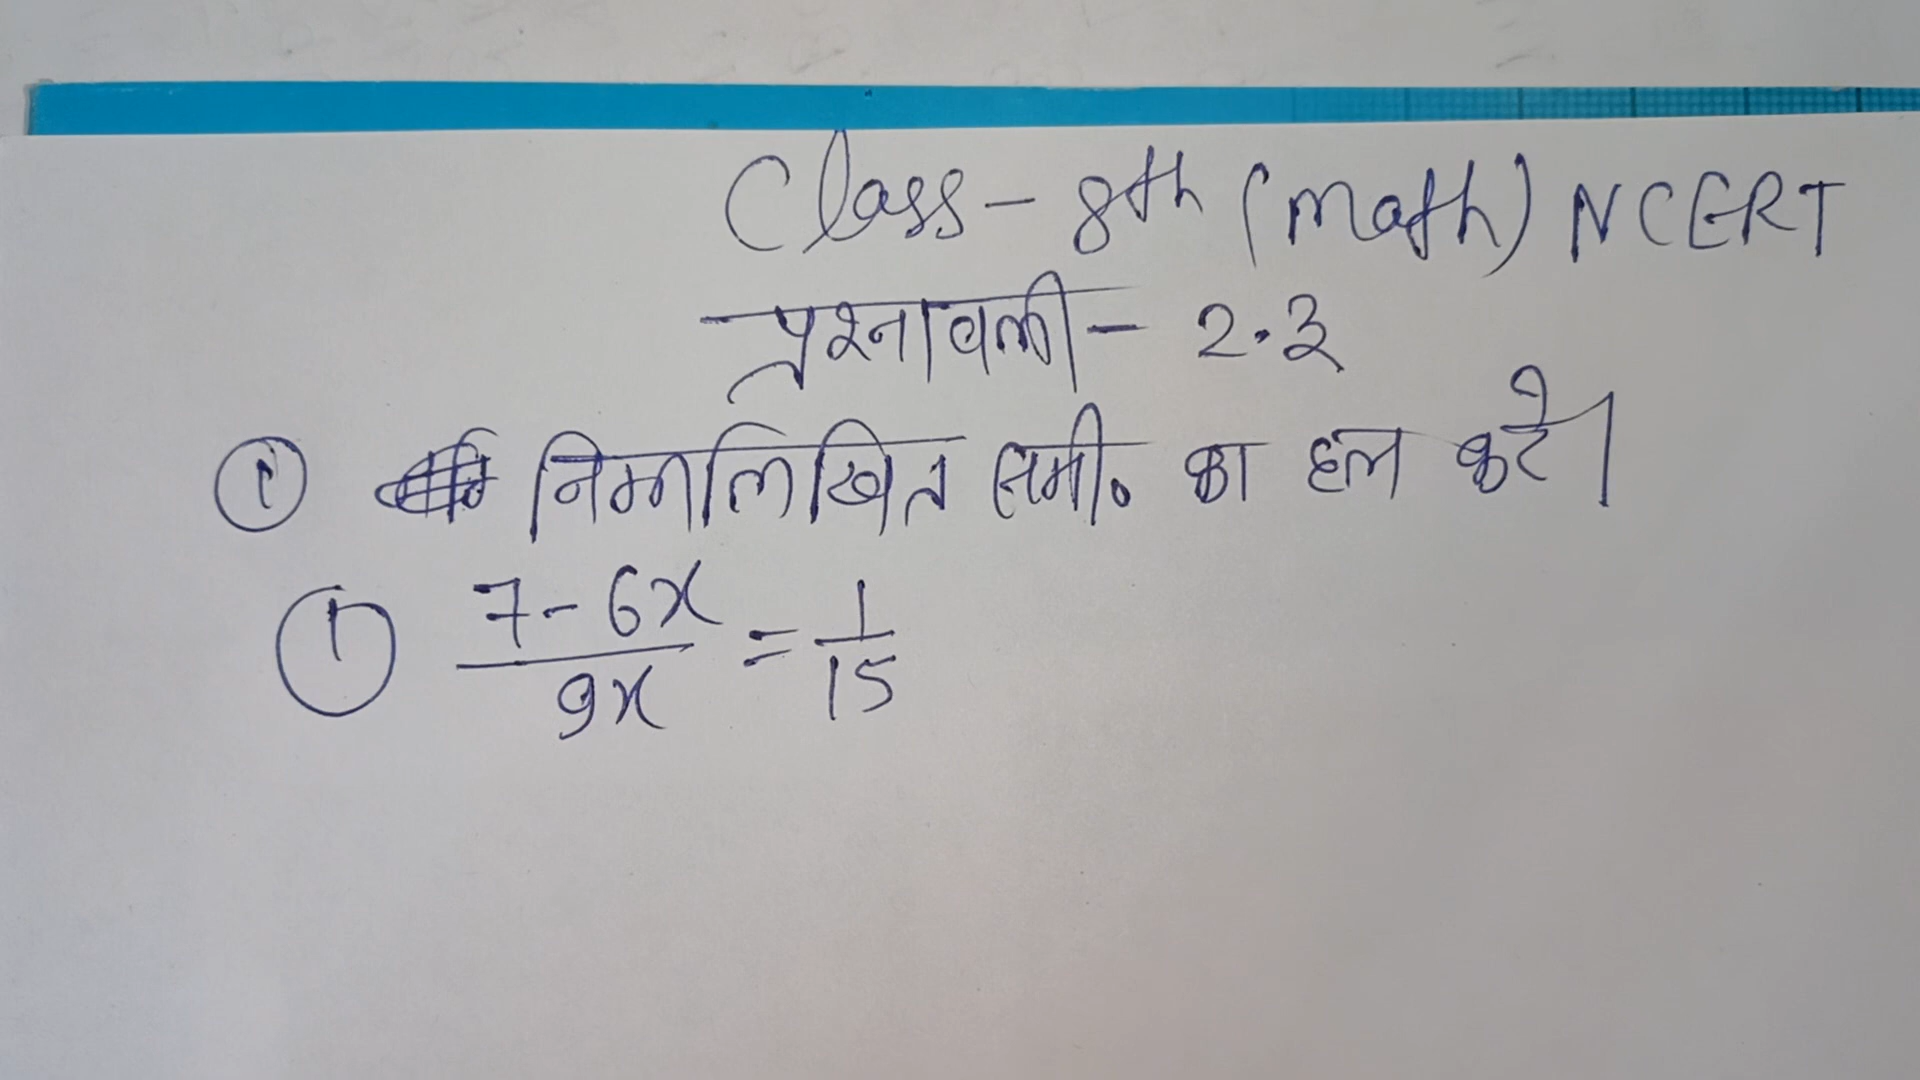 Class - 8th (Math) NCERT
प्रश्नावली - 2.3
① निम्नलिखित समी० का हल करे।
① 7 - 6x / 9x = 1 / 15